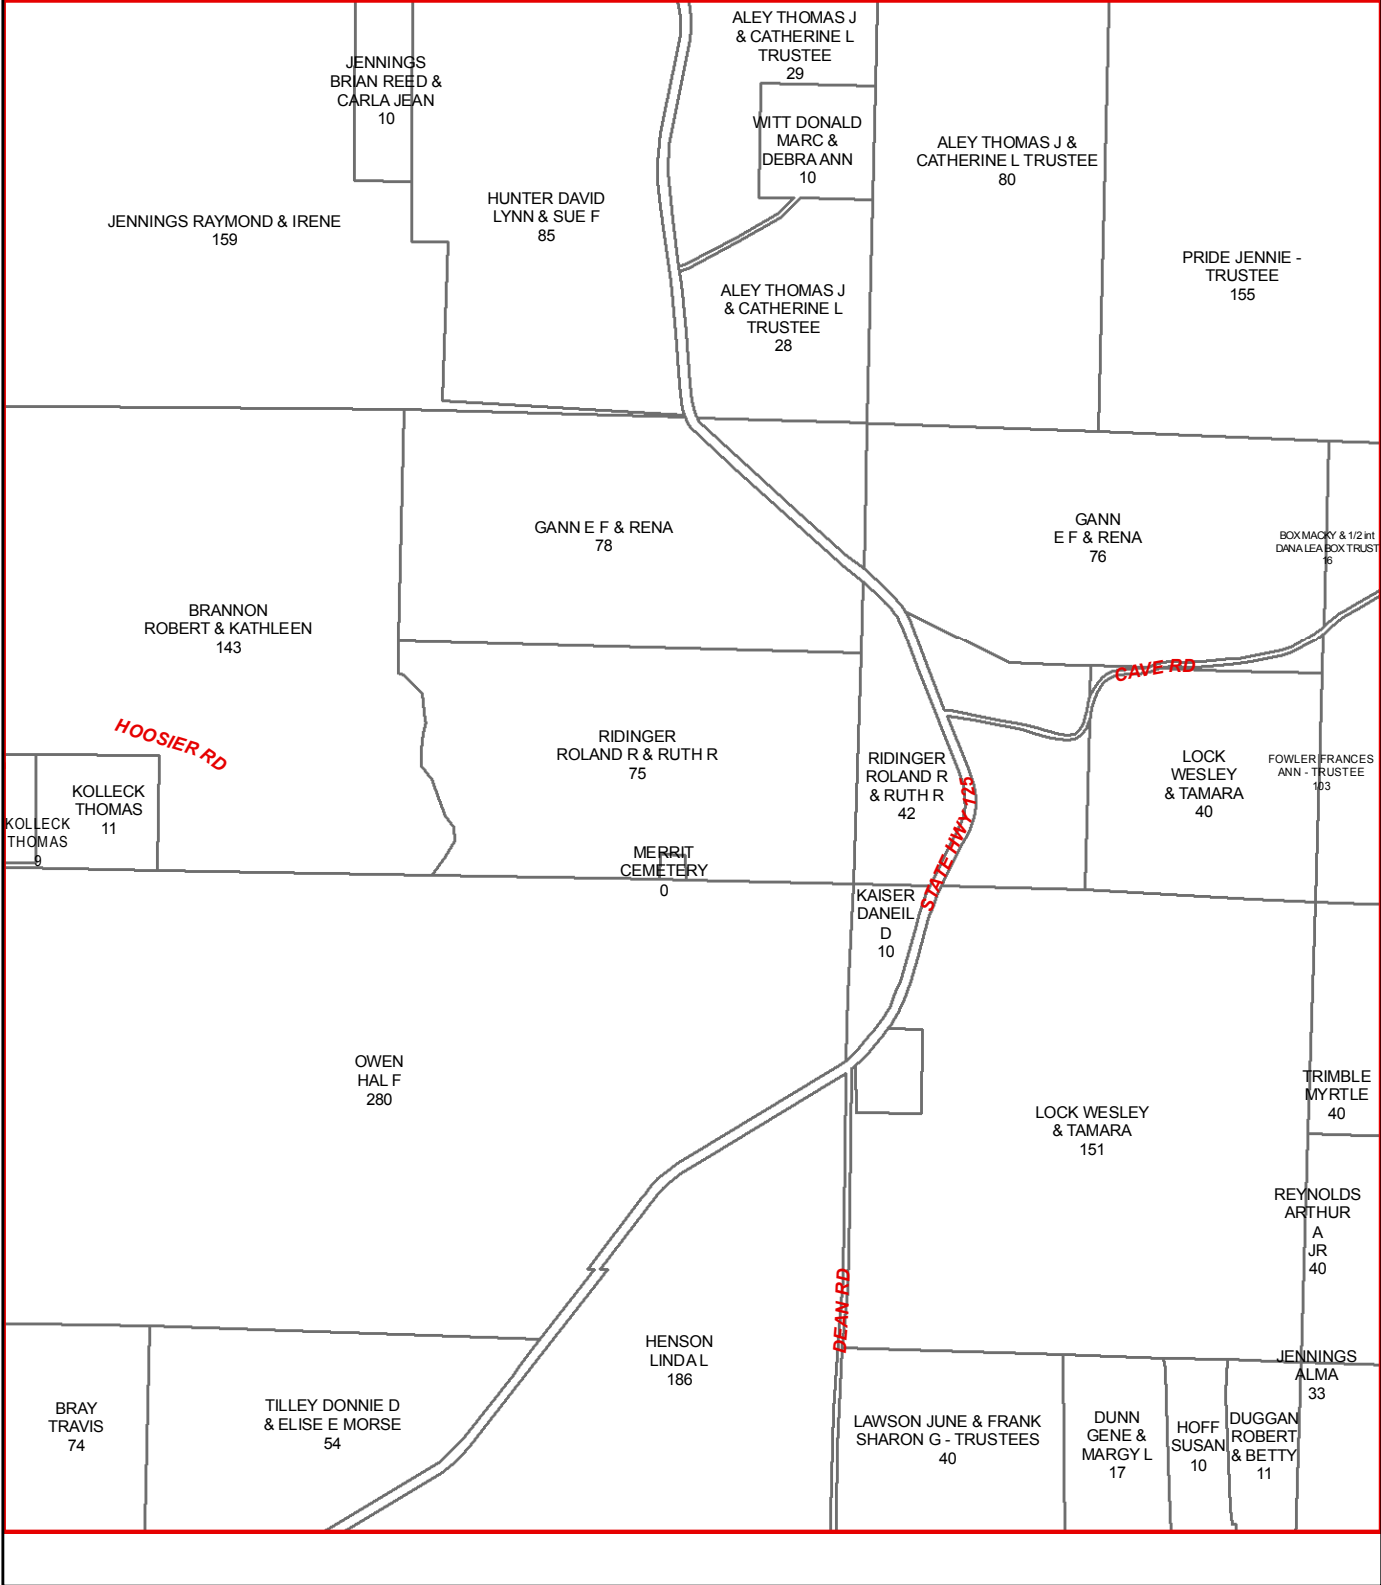 ALEY THOMAS J
& CATHERINE L
TRUSTEE
29
JENNINGS
BRIAN REED &
CARLA JEAN
10
WITT DONALD
MARC &
DEBRA ANN
10
ALEY THOMAS J &
CATHERINE L TRUSTEE
80
JENNINGS RAYMOND & IRENE
159
HUNTER DAVID
LYNN & SUE F
85
PRIDE JENNIE -
TRUSTEE
155
ALEY THOMAS J
& CATHERINE L
TRUSTEE
28
GANN E F & RENA
78
GANN
E F & RENA
76
BOX MACKY & 1/2 int
DANA LEA BOX TRUST
16
BRANNON
ROBERT & KATHLEEN
143
CAVE RD
HOOSIER RD
RIDINGER
ROLAND R & RUTH R
75
RIDINGER
ROLAND R
& RUTH R
42
LOCK
WESLEY
& TAMARA
40
FOWLER FRANCES
ANN - TRUSTEE
103
KOLLECK
THOMAS
11
KOLLECK
THOMAS
9
STATE HWY 125
MERRIT
CEMETERY
0
KAISER
DANEIL
D
10
OWEN
HAL F
280
TRIMBLE
MYRTLE
40
LOCK WESLEY
& TAMARA
151
REYNOLDS
ARTHUR
A
JR
40
DEAN RD
HENSON
LINDA L
186
JENNINGS
ALMA
33
BRAY
TRAVIS
74
TILLEY DONNIE D
& ELISE E MORSE
54
LAWSON JUNE & FRANK
SHARON G - TRUSTEES
40
DUNN
GENE &
MARGY L
17
HOFF
SUSAN
10
DUGGAN
ROBERT
& BETTY
11